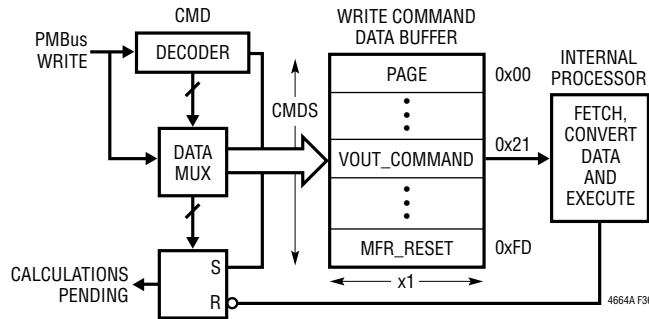 CMD
WRITE COMMAND
DATA BUFFER
PMBus
WRITE
DECODER
INTERNAL
PROCESSOR
PAGE
0x00
CMDS
FETCH,
CONVERT
DATA
AND
EXECUTE
DATA
MUX
VOUT_COMMAND
0x21
MFR_RESET
0xFD
S
CALCULATIONS
PENDING
R
x1
4664A F36